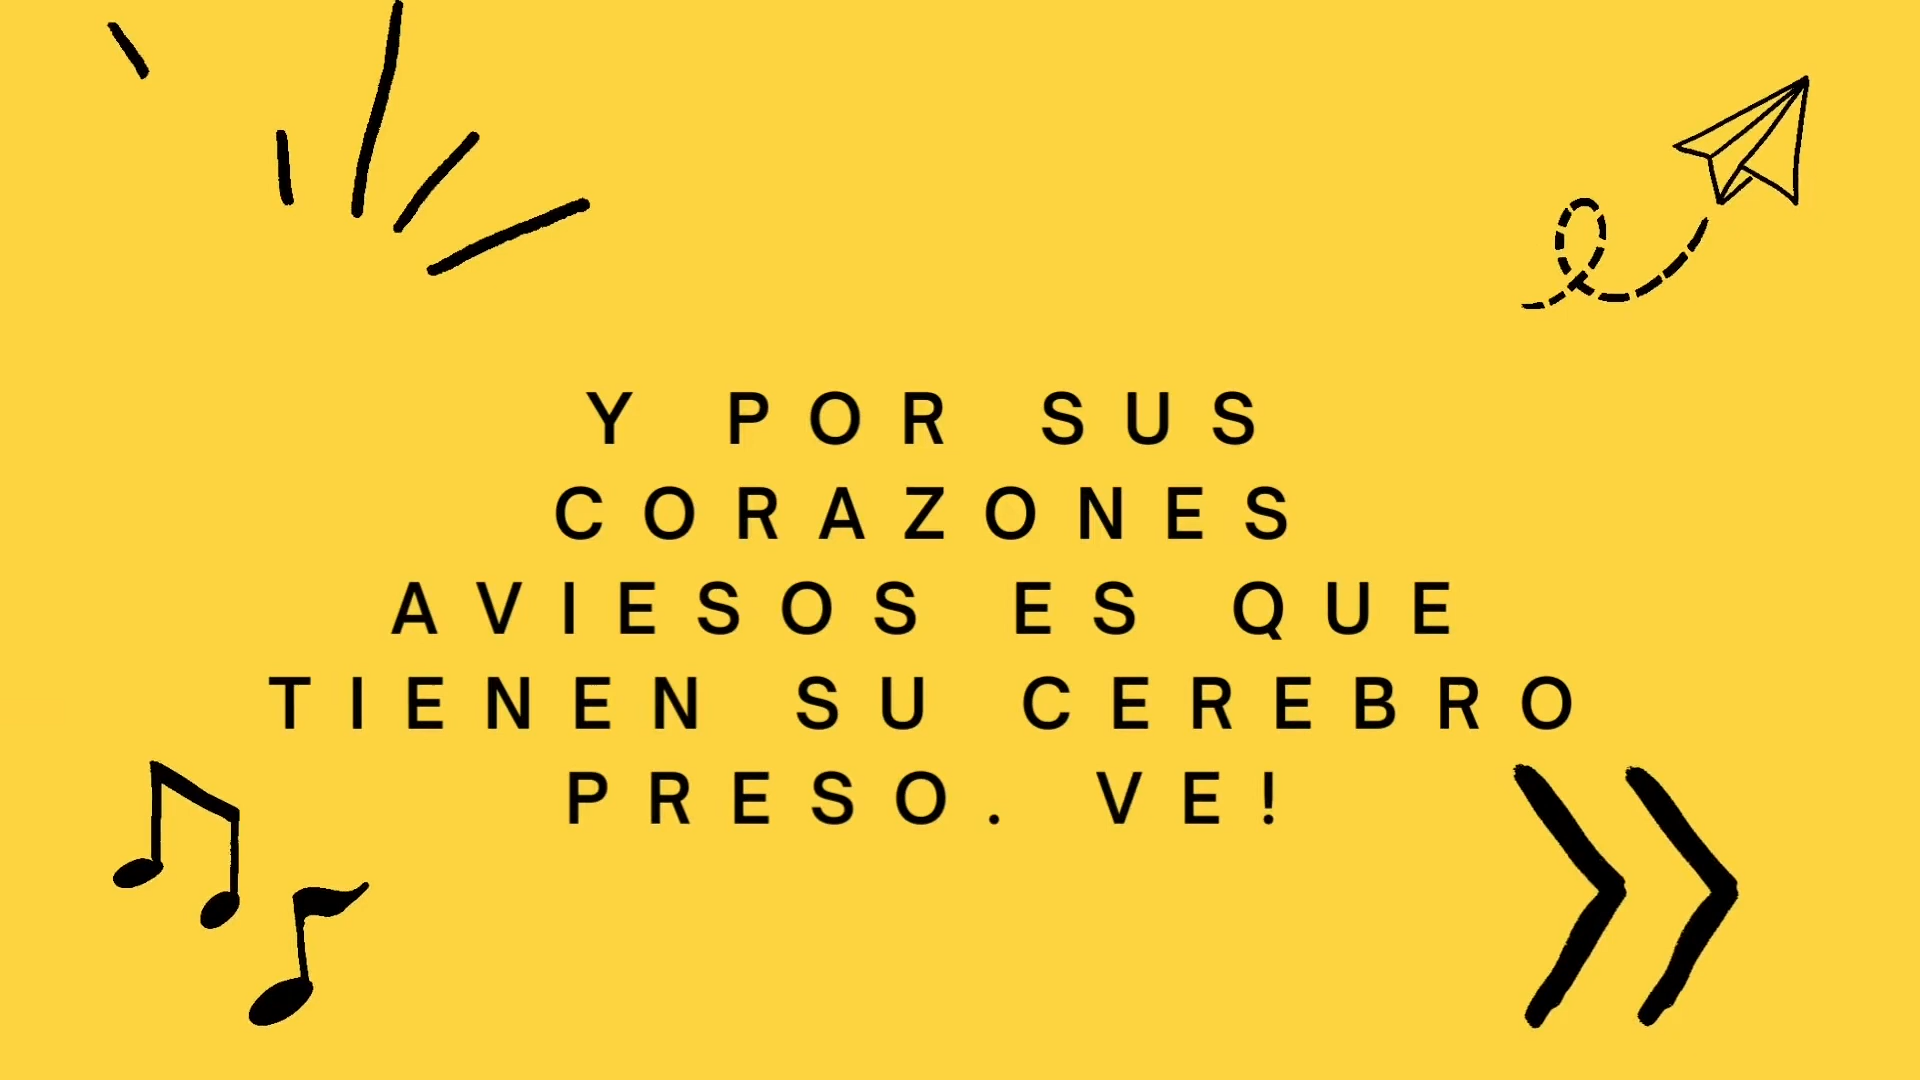 Y POR SUS
CORAZONES
AVIESOS ES QUE
TIENEN SU CEREBRO
PRESO. VE!